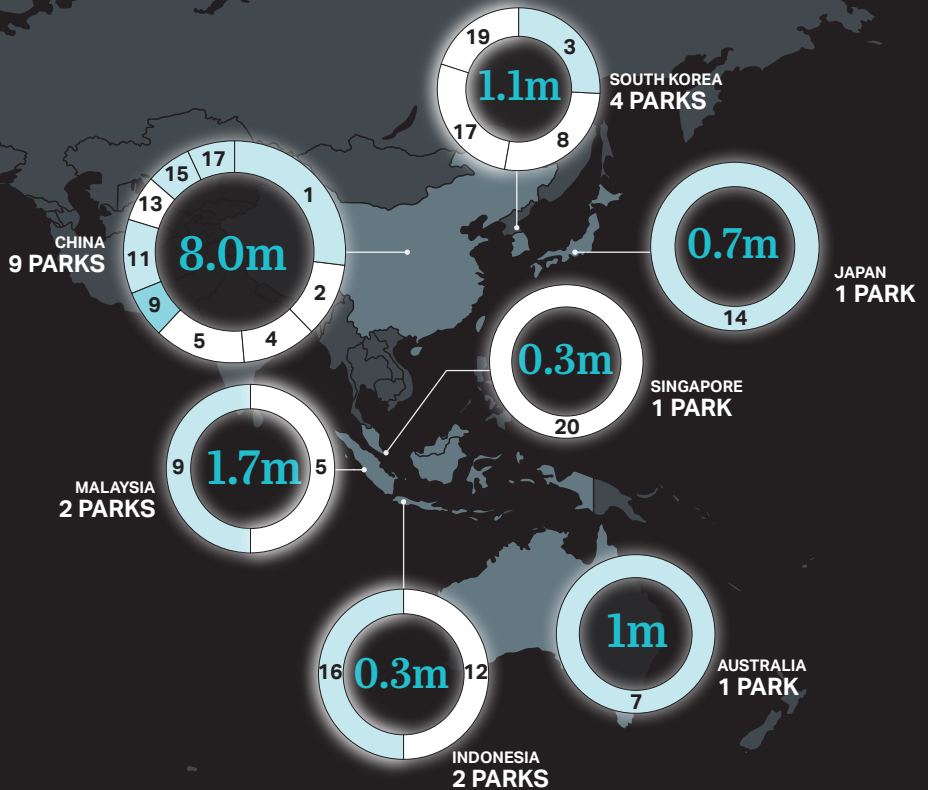 19
3
1.1m
17
8
SOUTH KOREA
4 PARKS
17
15
1
13
8.0m
11
2
9
5
4
CHINA
9 PARKS
0.7m
14
JAPAN
1 PARK
0.3m
20
SINGAPORE
1 PARK
9
1.7m
5
MALAYSIA
2 PARKS
16
0.3m
12
INDONESIA
2 PARKS
1m
7
AUSTRALIA
1 PARK